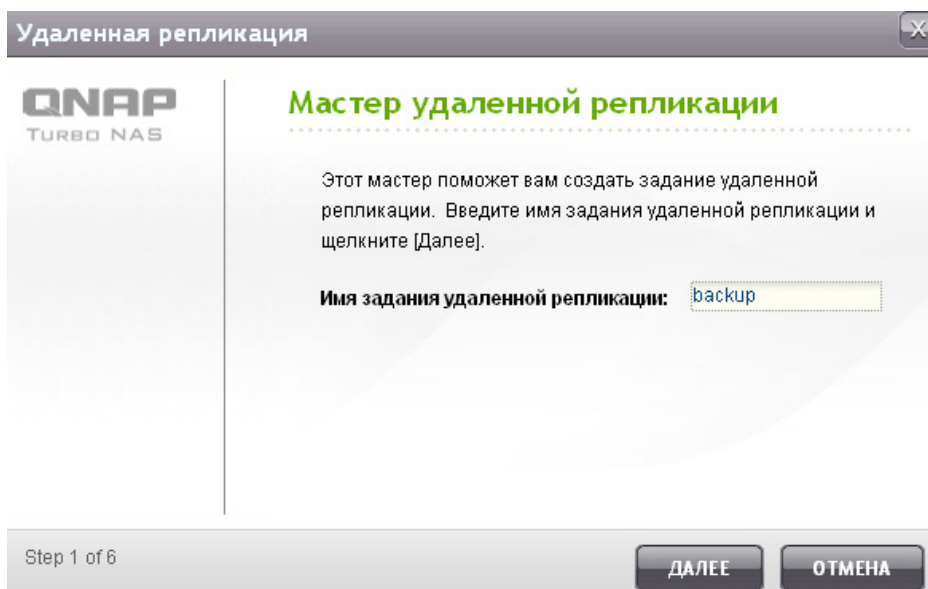 Удаленная репликация
X
QNAP
TURBO NAS
Мастер удаленной репликации
Этот мастер поможет вам создать задание удаленной
репликации. Введите имя задания удаленной репликации и
щелкните [Далее].
Имя задания удаленной репликации: backup
Step 1 of 6
ДАЛЕЕ
ОТМЕНА